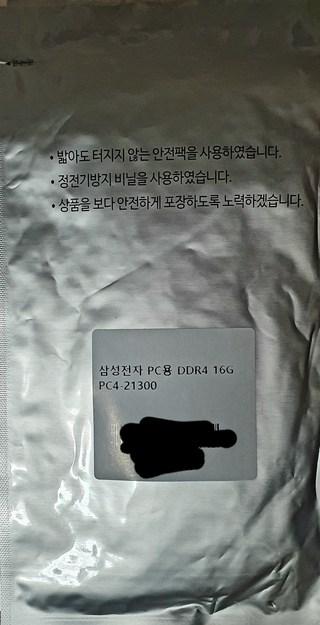 • 밟아도 터지지 않는 안전팩을 사용하였습니다.
• 정전기방지 비닐을 사용하였습니다.
• 상품을 보다 안전하게 포장하도록 노력하겠습니다.
삼성전자 PC용 DDR4 16G
PC4-21300